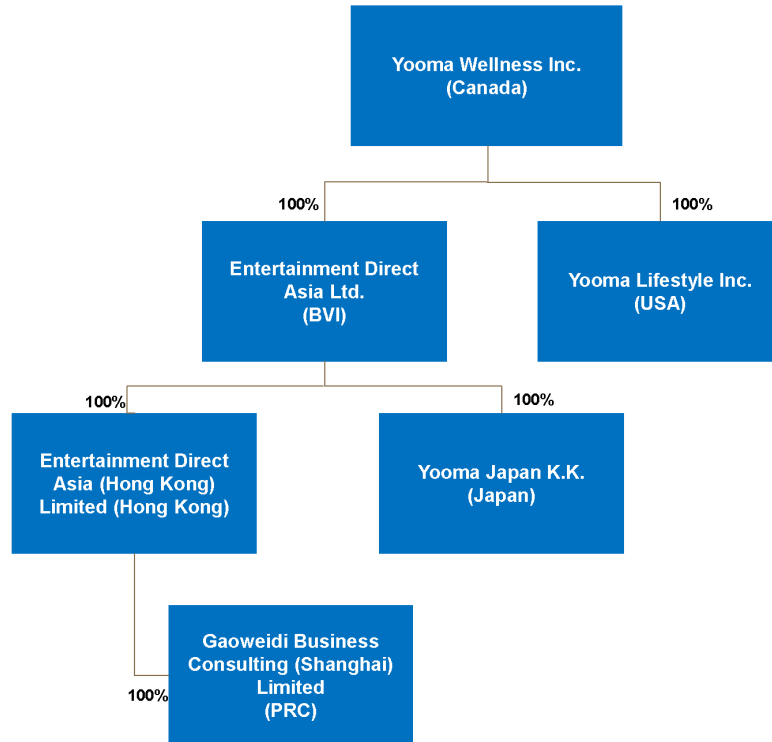 Yooma Wellness Inc.
(Canada)
100%
100%
Entertainment Direct
Asia Ltd.
(BVI)
Yooma Lifestyle Inc.
(USA)
100%
100%
Entertainment Direct
Asia (Hong Kong)
Limited (Hong Kong)
Yooma Japan K.K.
(Japan)
Gaoweidi Business
Consulting (Shanghai)
Limited
(PRC)
100%